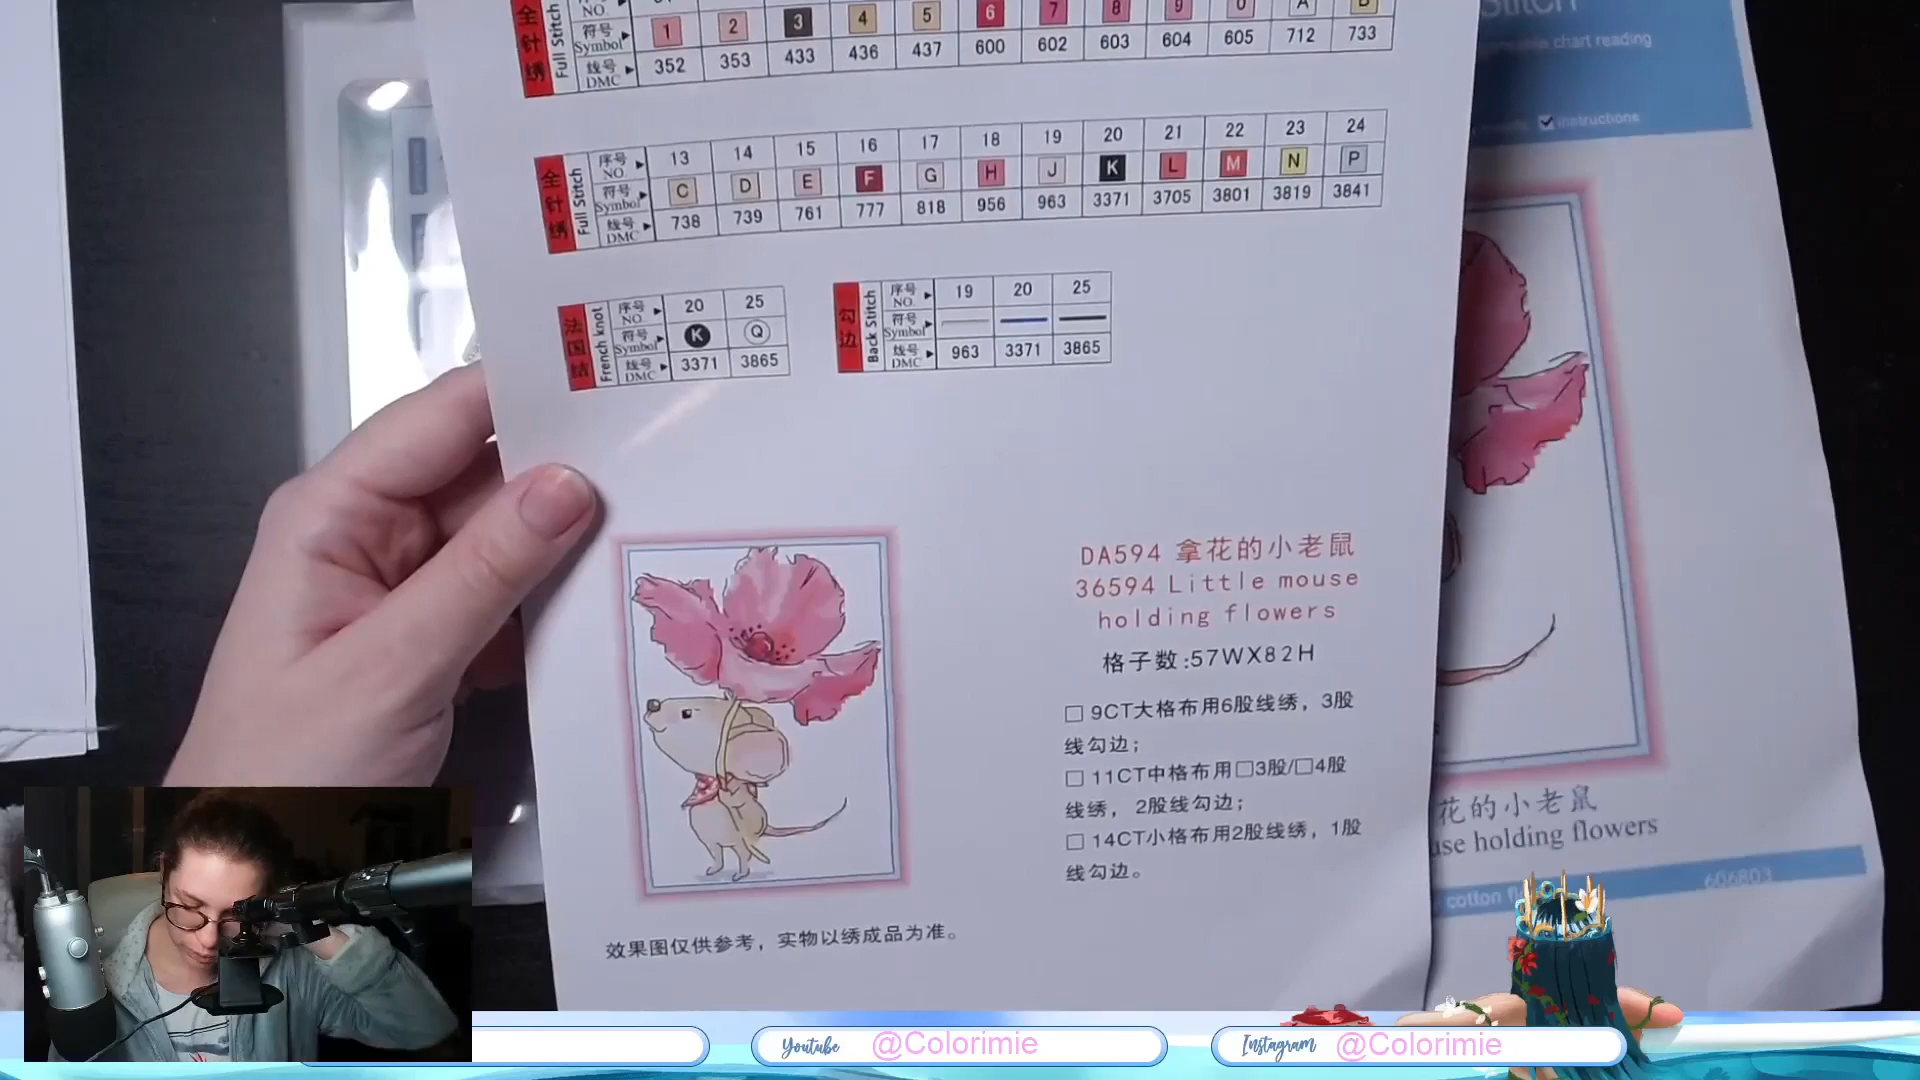 全针绣 Full Stitch
NO.
符号 Symbol 1 2 3 4 5 6 7 8 9 0 A B
线号 DMC 352 353 433 436 437 600 602 603 604 605 712 733
全针绣 Full Stitch
序号 NO. 13 14 15 16 17 18 19 20 21 22 23 24
符号 Symbol C D E F G H J K L M N P
线号 DMC 738 739 761 777 818 956 963 3371 3705 3801 3819 3841
法国结 French knot
序号 NO. 20 25
符号 Symbol K Q
线号 DMC 3371 3865
勾边 Back Stitch
序号 NO. 19 20 25
符号 Symbol
线号 DMC 963 3371 3865
DA594 拿花的小老鼠
36594 Little mouse
holding flowers
格子数:57WX82H
□ 9CT大格布用6股线绣，3股
线勾边；
□ 11CT中格布用□3股/□4股
线绣，2股线勾边；
□ 14CT小格布用2股线绣，1股
线勾边。
效果图仅供参考，实物以绣成品为准。
Stitch
chart reading
instructions
花的小老鼠
holding flowers
cotton
606803
Youtube @Colorimie
Instagram @Colorimie